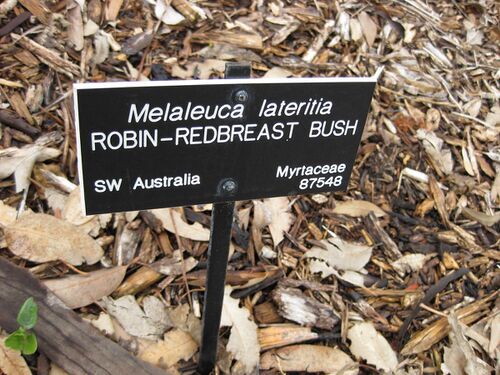 Melaleuca lateritia
ROBIN-REDBREAST BUSH
SW Australia
Myrtaceae
87548